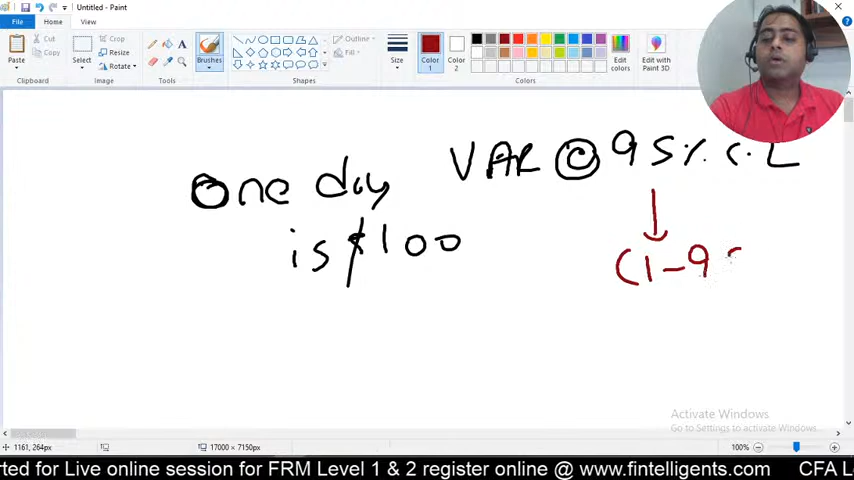 Untitled - Paint
File Home View
Paste
Cut
Copy
Clipboard
Select
Crop
Resize
Rotate
Image
A
Tools
Brushes
Outline
Fill
Shapes
Size
Color 1
Color 2
Edit colors
Edit with Paint 3D
Colors
One day VAR @ 95% C.L
is $100
(1-9
Activate Windows
Go to Settings to activate Windows.
1161, 264px 17000 × 7150px 100%
rted for Live online session for FRM Level 1 & 2 register online @ www.fintelligents.com CFA L